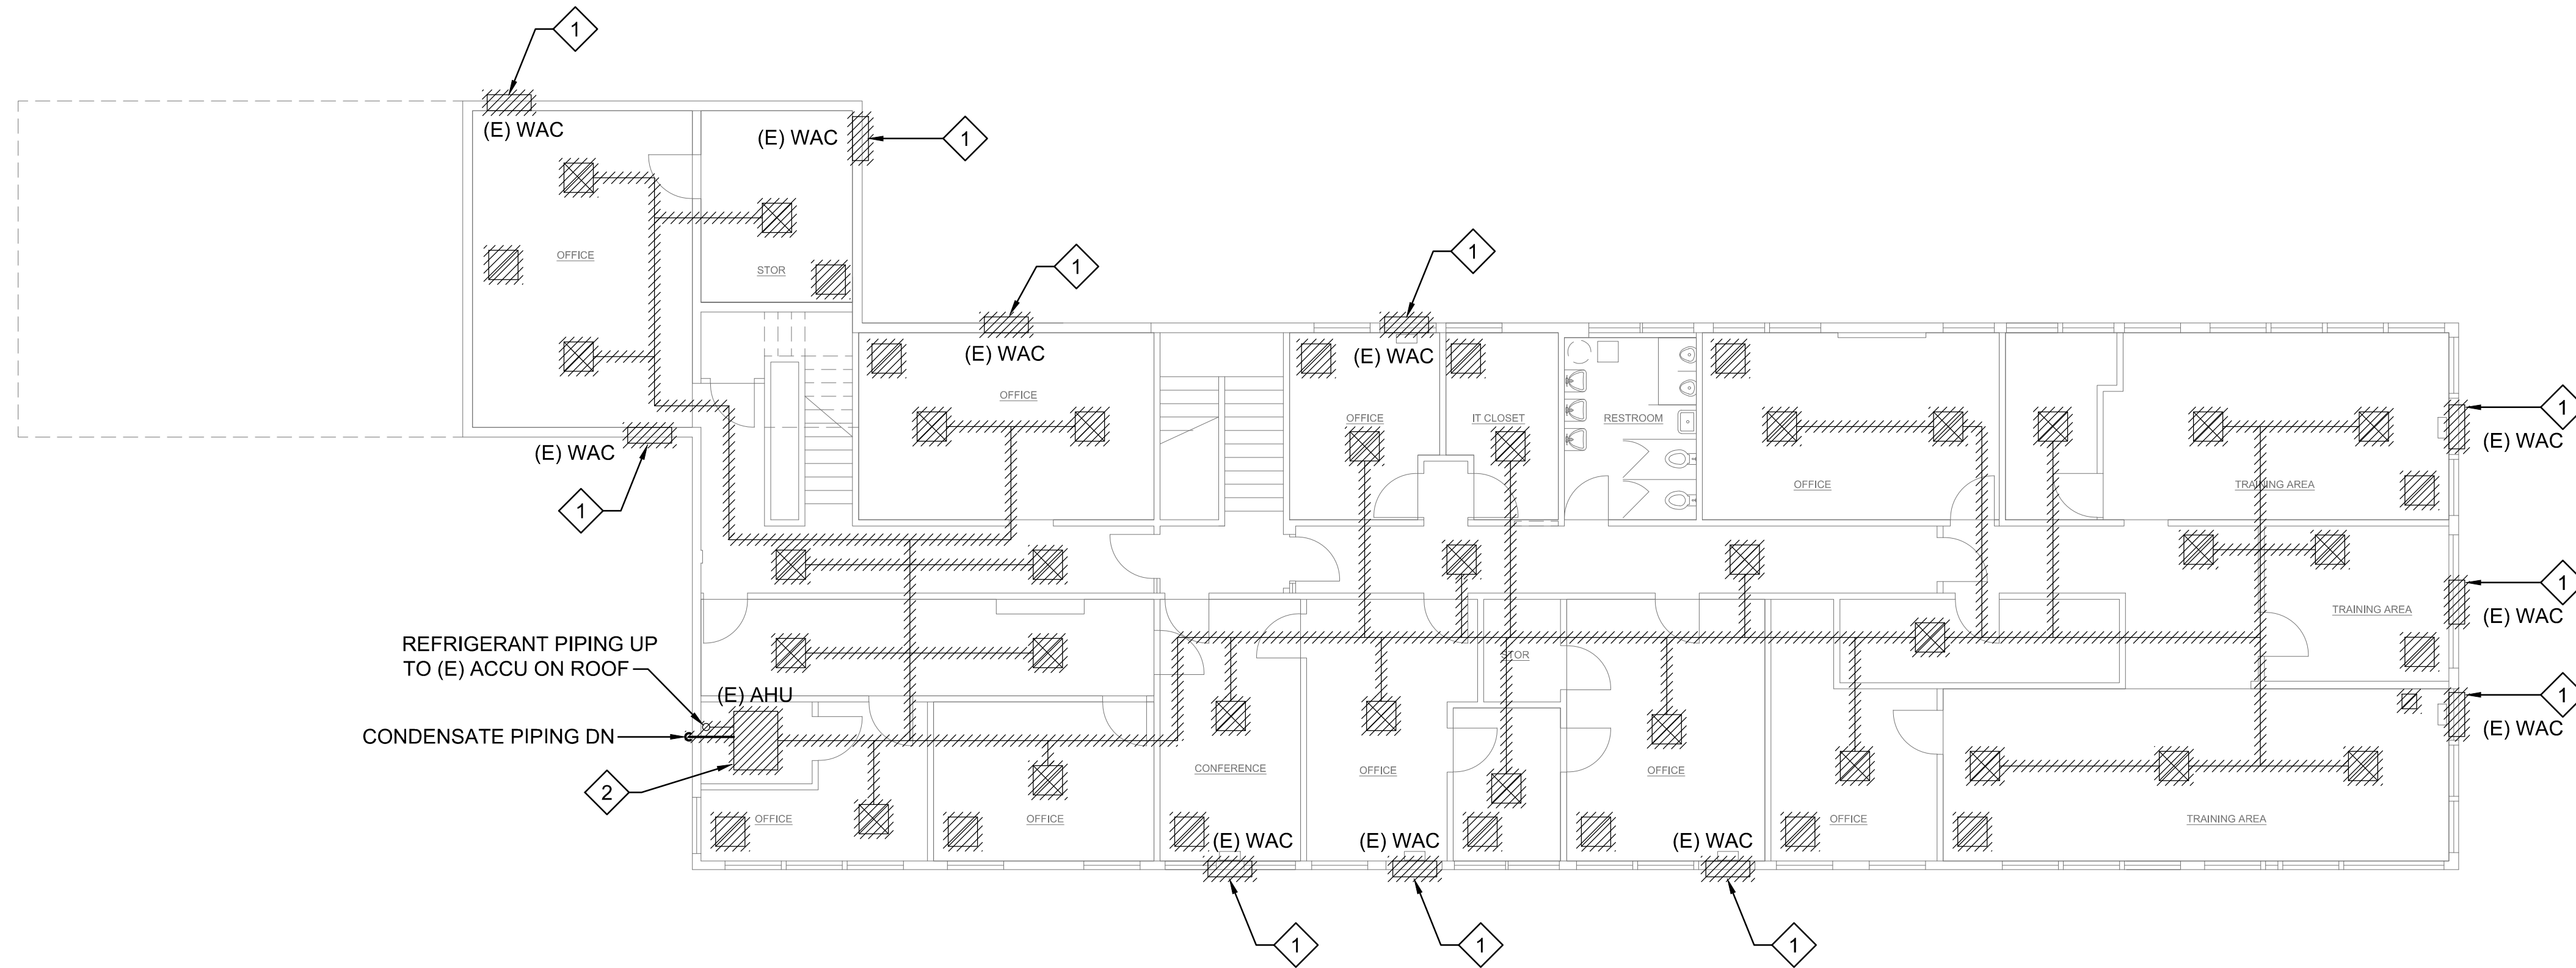 1
(E) WAC
(E) WAC
1
OFFICE
STOR
1
1
(E) WAC
(E) WAC
OFFICE
OFFICE
IT CLOSET
RESTROOM
1
(E) WAC
(E) WAC
1
OFFICE
TRAINING AREA
1
(E) WAC
TRAINING AREA
REFRIGERANT PIPING UP
TO (E) ACCU ON ROOF
STOR
(E) AHU
1
(E) WAC
CONDENSATE PIPING DN
CONFERENCE
OFFICE
OFFICE
2
OFFICE
OFFICE
OFFICE
TRAINING AREA
(E) WAC
(E) WAC
(E) WAC
1
1
1